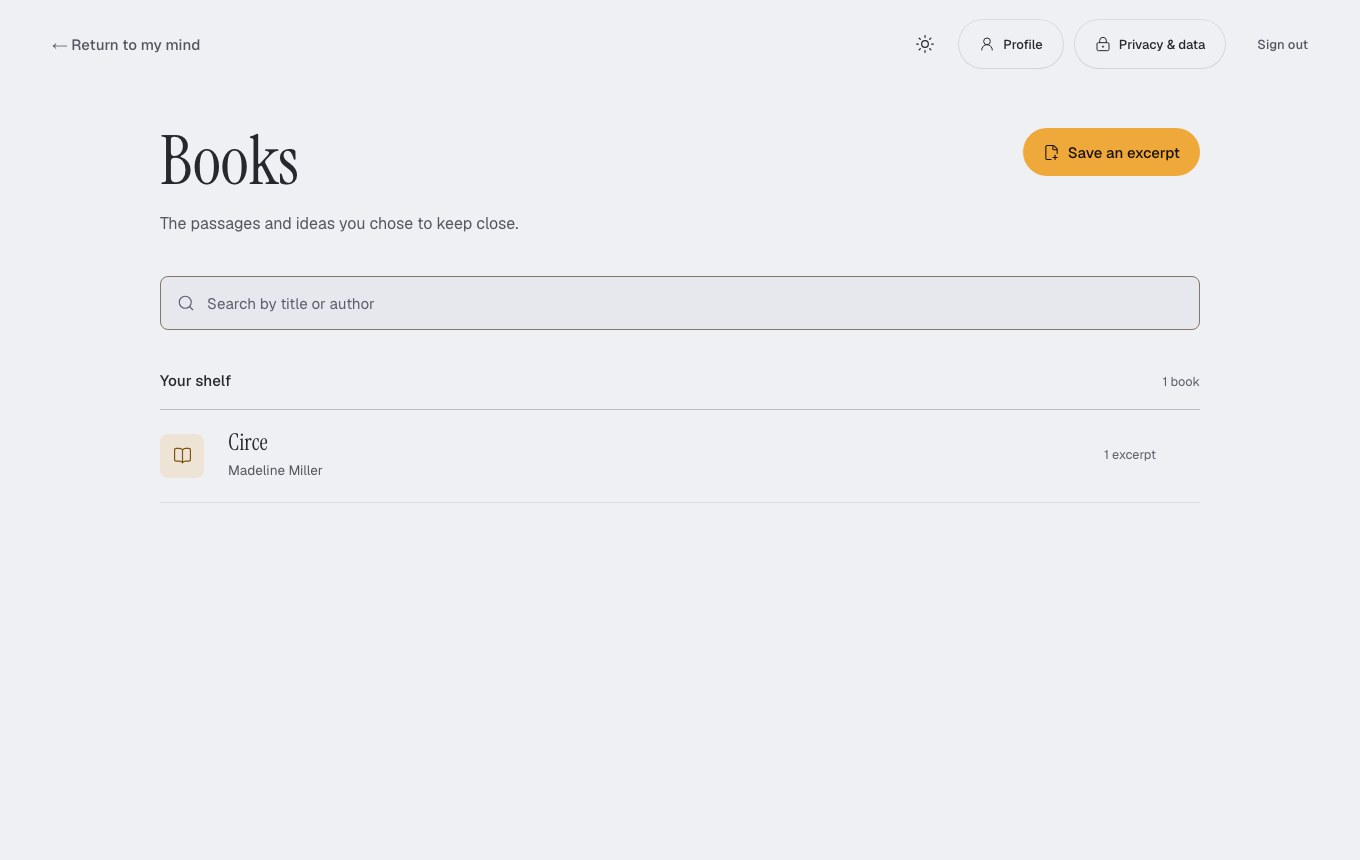 ← Return to my mind
Profile
Privacy & data
Sign out
Books
Save an excerpt
The passages and ideas you chose to keep close.
Search by title or author
Your shelf
1 book
Circe
Madeline Miller
1 excerpt